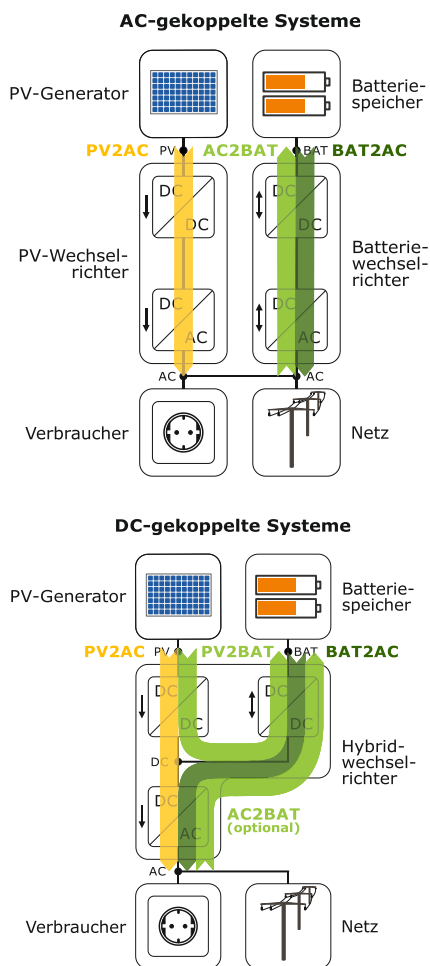 AC-gekoppelte Systeme
PV-Generator
Batterie-
speicher
PV2AC
PV
AC2BAT
BAT
BAT2AC
DC
DC
DC
DC
PV-Wechsel-
richter
Batterie-
wechsel-
richter
DC
AC
DC
AC
AC
AC
Verbraucher
Netz
DC-gekoppelte Systeme
PV-Generator
Batterie-
speicher
PV2AC
PV
PV2BAT
BAT
BAT2AC
DC
DC
DC
DC
DC
Hybrid-
wechsel-
richter
DC
AC
AC2BAT
(optional)
AC
Verbraucher
Netz